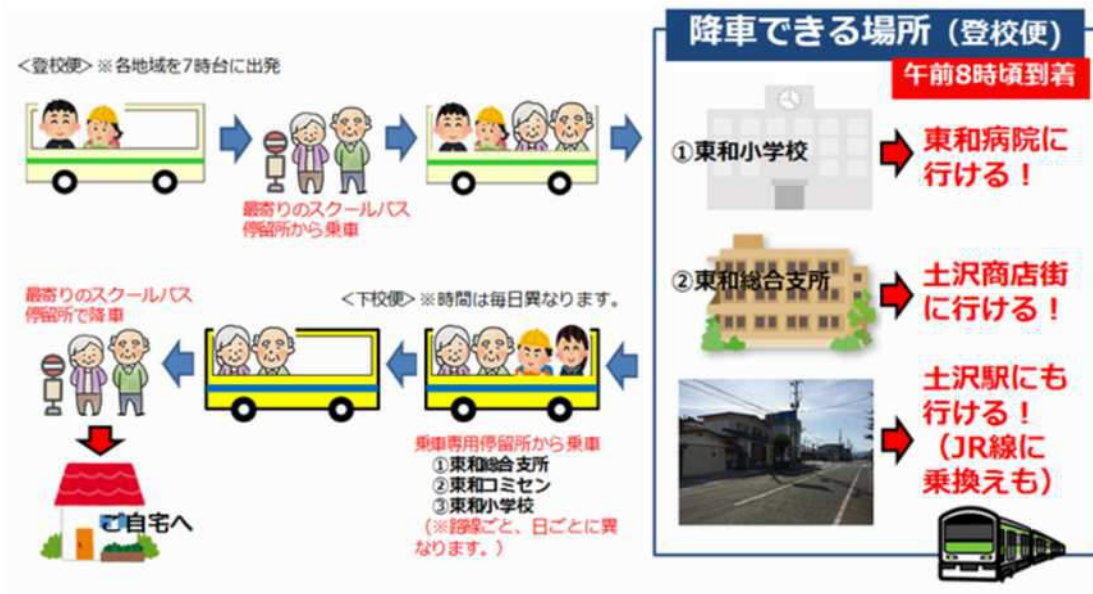 降車できる場所（登校便)
午前8時頃到着
<登校便>※各地域を7時台に出発
最寄りのスクールバス
停留所から乗車
①東和小学校
東和病院に
行ける！
②東和総合支所
土沢商店街
に行ける！
土沢駅にも
行ける！
（JR線に
乗換えも）
<下校便>※時間は毎日異なります。
乗車専用停留所から乗車
①東和総合支所
②東和コミセン
③東和小学校
（※路線ごと、日ごとに異
なります。）
最寄りのスクールバス
停留所で降車
ご自宅へ